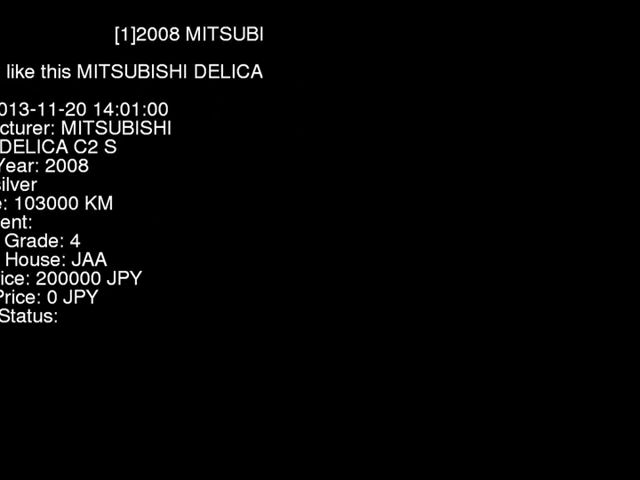 [1]2008 MITSUBI
like this MITSUBISHI DELICA
013-11-20 14:01:00
cturer: MITSUBISHI
DELICA C2 S
Year: 2008
silver
e: 103000 KM
ent:
Grade: 4
House: JAA
ice: 200000 JPY
Price: 0 JPY
Status: